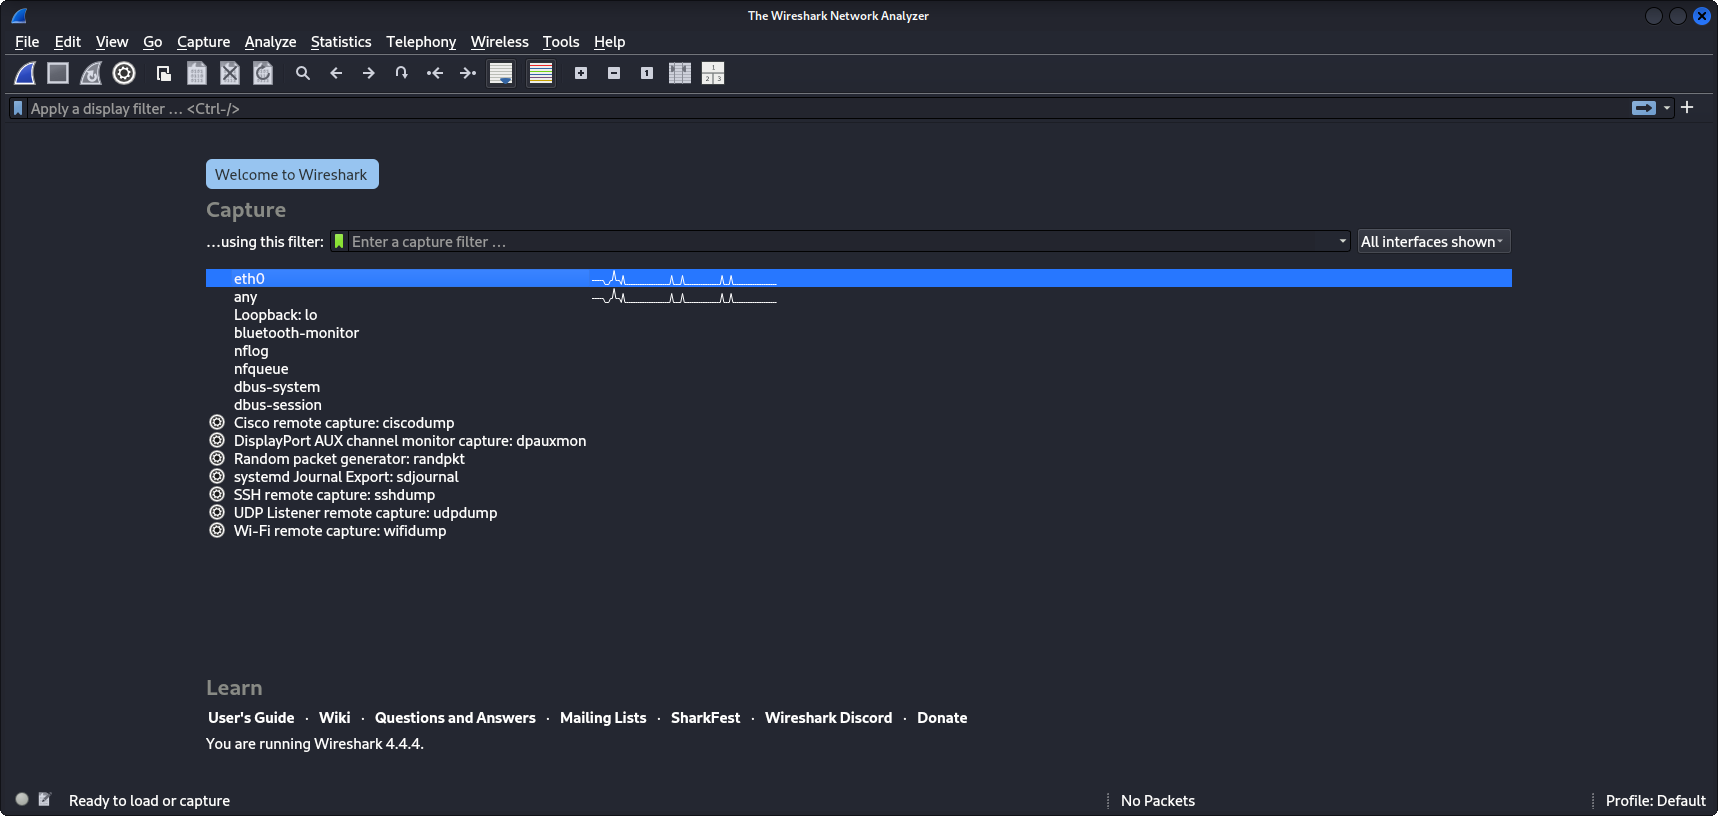 The Wireshark Network Analyzer
File Edit View Go Capture Analyze Statistics Telephony Wireless Tools Help
1
1
2 3
Apply a display filter … <Ctrl-/>
Welcome to Wireshark
Capture
…using this filter: Enter a capture filter … All interfaces shown
eth0
any
Loopback: lo
bluetooth-monitor
nflog
nfqueue
dbus-system
dbus-session
Cisco remote capture: ciscodump
DisplayPort AUX channel monitor capture: dpauxmon
Random packet generator: randpkt
systemd Journal Export: sdjournal
SSH remote capture: sshdump
UDP Listener remote capture: udpdump
Wi-Fi remote capture: wifidump
Learn
User's Guide · Wiki · Questions and Answers · Mailing Lists · SharkFest · Wireshark Discord · Donate
You are running Wireshark 4.4.4.
Ready to load or capture No Packets Profile: Default